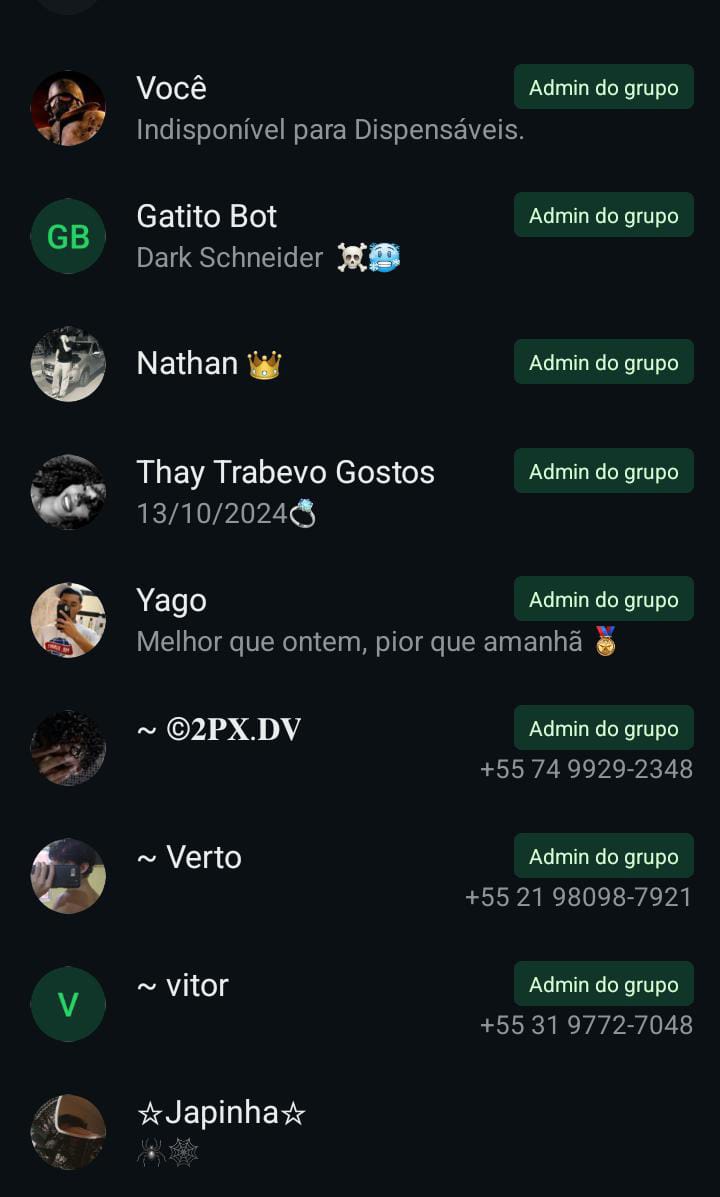 Você
Admin do grupo
Indisponível para Dispensáveis.
GB
Gatito Bot
Admin do grupo
Dark Schneider ☠️🥶
Nathan 👑
Admin do grupo
Thay Trabevo Gostos
Admin do grupo
13/10/2024💍
Yago
Admin do grupo
Melhor que ontem, pior que amanhã 🏅
~ ©𝟐𝐏𝐗.𝐃𝐕
Admin do grupo
+55 74 9929-2348
~ Verto
Admin do grupo
+55 21 98098-7921
V
~ vitor
Admin do grupo
+55 31 9772-7048
☆Japinha☆
🕷️🕸️